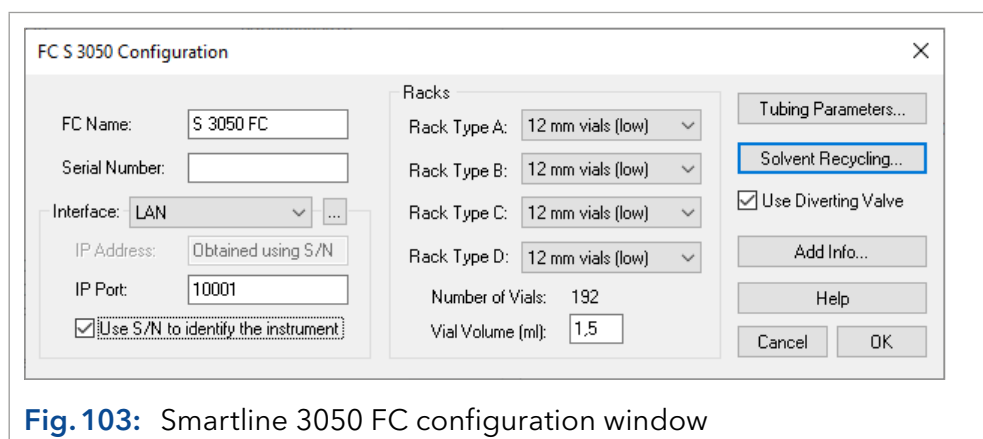 FC S 3050 Configuration
FC Name: S 3050 FC
Serial Number:
Interface: LAN ...
IP Address: Obtained using S/N
IP Port: 10001
Use S/N to identify the instrument
Racks
Rack Type A: 12 mm vials (low)
Rack Type B: 12 mm vials (low)
Rack Type C: 12 mm vials (low)
Rack Type D: 12 mm vials (low)
Number of Vials: 192
Vial Volume (ml): 1,5
Tubing Parameters...
Solvent Recycling...
Use Diverting Valve
Add Info...
Help
Cancel OK
Fig. 103: Smartline 3050 FC configuration window